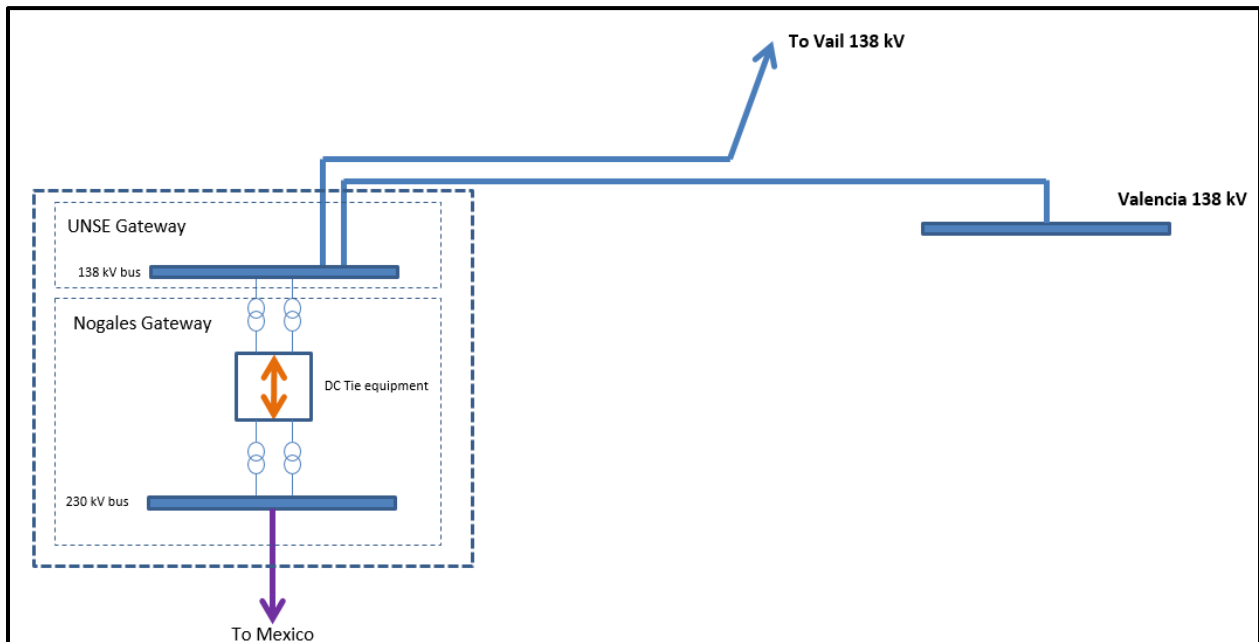 To Vail 138 kV
Valencia 138 kV
UNSE Gateway
138 kV bus
Nogales Gateway
DC Tie equipment
230 kV bus
To Mexico